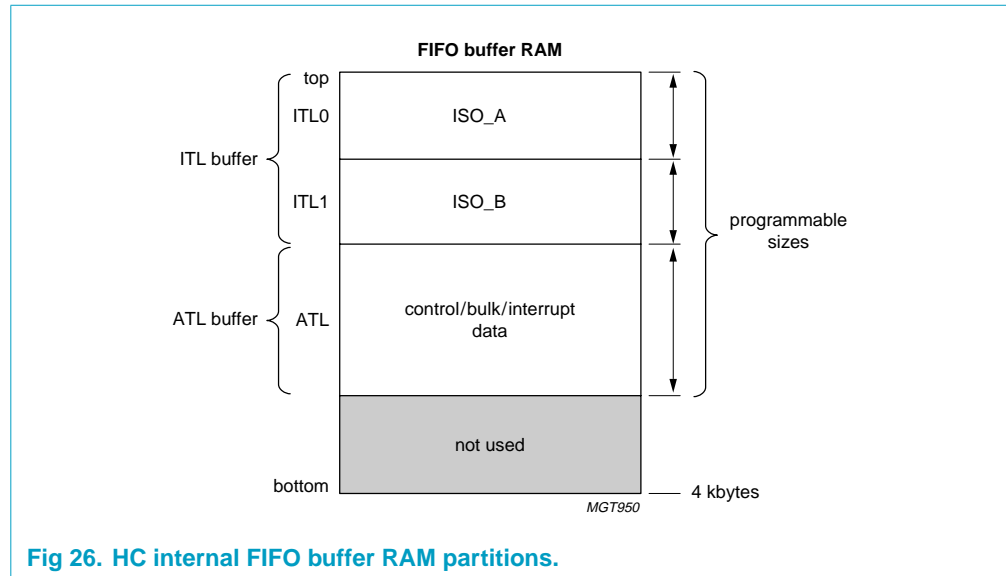 FIFO buffer RAM
top
ITL0
ISO_A
ITL buffer
ITL1
ISO_B
programmable
sizes
ATL buffer
ATL
control/bulk/interrupt
data
not used
bottom
4 kbytes
MGT950
Fig 26. HC internal FIFO buffer RAM partitions.